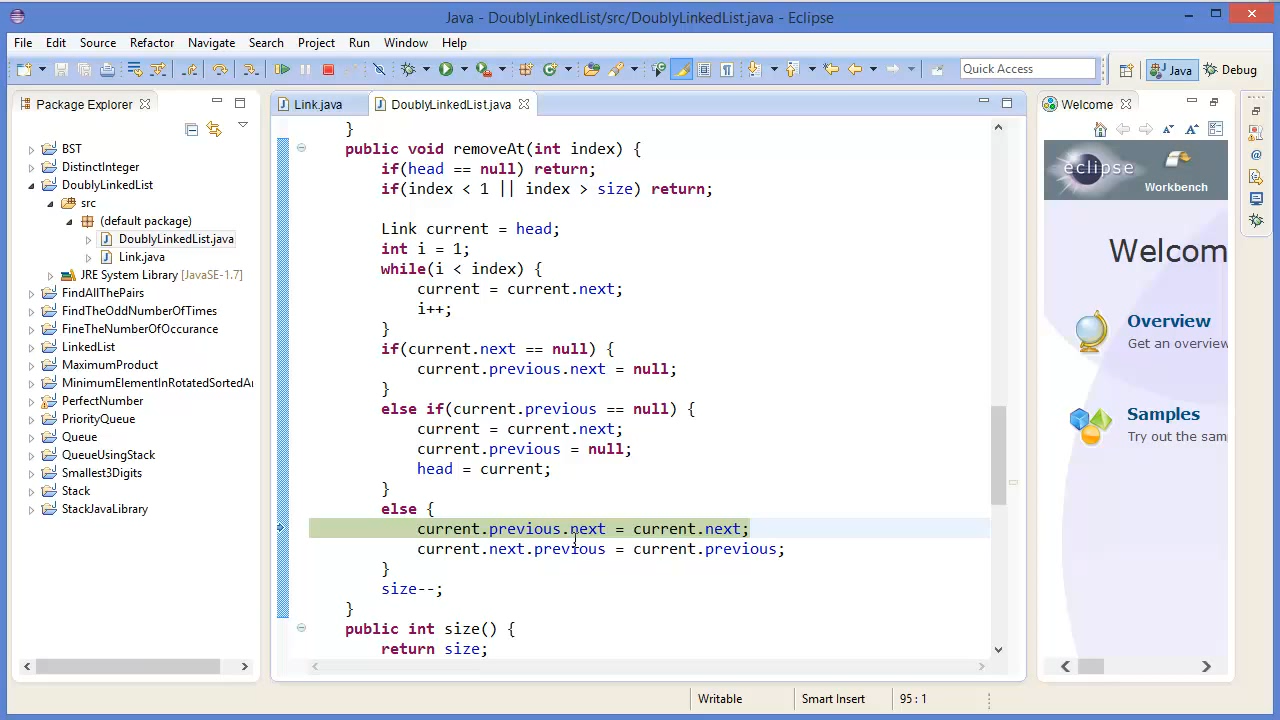 Java - DoublyLinkedList/src/DoublyLinkedList.java - Eclipse
File Edit Source Refactor Navigate Search Project Run Window Help
Quick Access
Java
Debug
Package Explorer
Link.java
DoublyLinkedList.java
Welcome
BST
DistinctInteger
DoublyLinkedList
src
(default package)
DoublyLinkedList.java
Link.java
JRE System Library [JavaSE-1.7]
FindAllThePairs
FindTheOddNumberOfTimes
FineTheNumberOfOccurance
LinkedList
MaximumProduct
MinimumElementInRotatedSortedAr
PerfectNumber
PriorityQueue
Queue
QueueUsingStack
Smallest3Digits
Stack
StackJavaLibrary
}
public void removeAt(int index) {
if(head == null) return;
if(index < 1 || index > size) return;
Link current = head;
int i = 1;
while(i < index) {
current = current.next;
i++;
}
if(current.next == null) {
current.previous.next = null;
}
else if(current.previous == null) {
current = current.next;
current.previous = null;
head = current;
}
else {
current.previous.next = current.next;
current.next.previous = current.previous;
}
size--;
}
public int size() {
return size;
eclipse
Workbench
Welcom
Overview
Get an overview
Samples
Try out the sam
Writable
Smart Insert
95 : 1